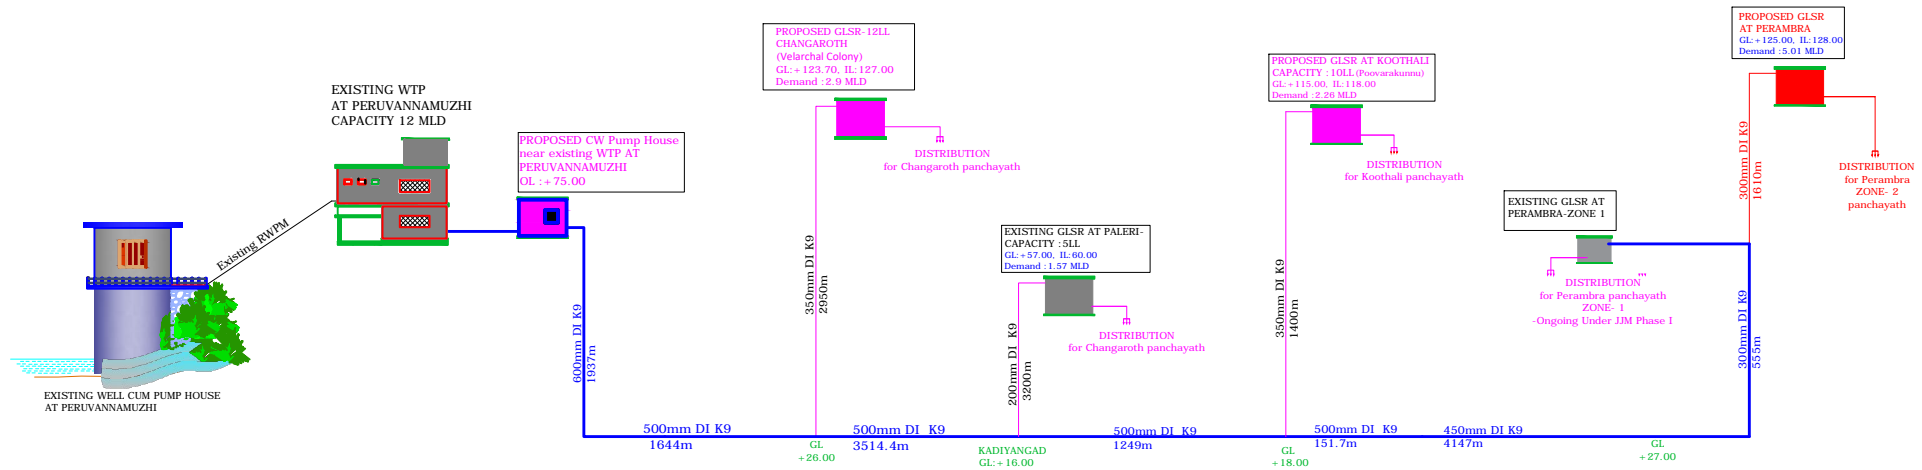 PROPOSED GLSR-12LL
CHANGAROTH
(Velarchal Colony)
GL:+123.70, IL:127.00
Demand :2.9 MLD
PROPOSED GLSR AT KOOTHALI
CAPACITY : 10LL (Poovarakunnu)
GL:+115.00, IL:118.00
Demand :2.26 MLD
PROPOSED GLSR
AT PERAMBRA
GL:+125.00, IL:128.00
Demand :5.01 MLD
EXISTING WTP
AT PERUVANNAMUZHI
CAPACITY 12 MLD
PROPOSED CW Pump House
near existing WTP AT
PERUVANNAMUZHI
OL :+75.00
DISTRIBUTION
for Changaroth panchayath
DISTRIBUTION
for Koothali panchayath
DISTRIBUTION
for Perambra
ZONE- 2
panchayath
300mm DI K9
1610m
EXISTING GLSR AT
PERAMBRA-ZONE 1
EXISTING GLSR AT PALERI-
CAPACITY : 5LL
GL:+57.00, IL:60.00
Demand :1.57 MLD
Existing RWPM
350mm DI K9
2950m
350mm DI K9
1400m
DISTRIBUTION
for Perambra panchayath
ZONE- 1
-Ongoing Under JJM Phase I
DISTRIBUTION
for Changaroth panchayath
600mm DI K9
1937m
200mm DI K9
3200m
300mm DI K9
555m
EXISTING WELL CUM PUMP HOUSE
AT PERUVANNAMUZHI
500mm DI K9
1644m
GL
+26.00
500mm DI K9
3514.4m
KADIYANGAD
GL:+16.00
500mm DI K9
1249m
GL
+18.00
500mm DI K9
151.7m
450mm DI K9
4147m
GL
+27.00